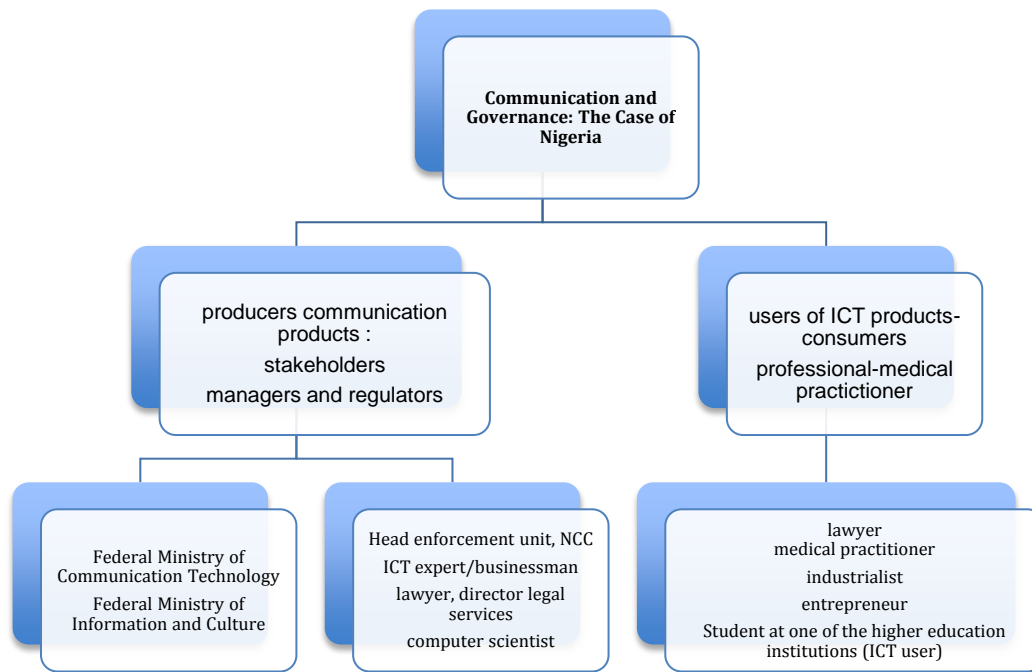 Communication and
Governance: The Case of
Nigeria
producers communication
products :
stakeholders
managers and regulators
users of ICT products-
consumers
professional-medical
practictioner
Federal Ministry of
Communication Technology
Federal Ministry of
Information and Culture
Head enforcement unit, NCC
ICT expert/businessman
lawyer, director legal
services
computer scientist
lawyer
medical practitioner
industrialist
entrepreneur
Student at one of the higher education
institutions (ICT user)